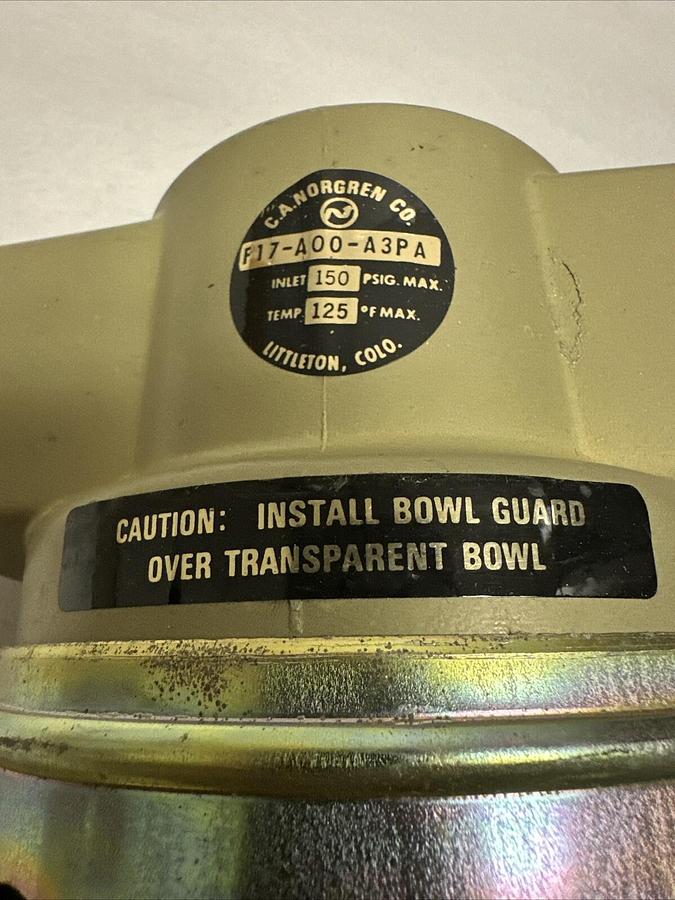 C.A.NORGREN CO.
F17-A00-A3PA
INLET 150 PSIG. MAX.
TEMP. 125 °F MAX.
LITTLETON, COLO.
CAUTION: INSTALL BOWL GUARD
OVER TRANSPARENT BOWL